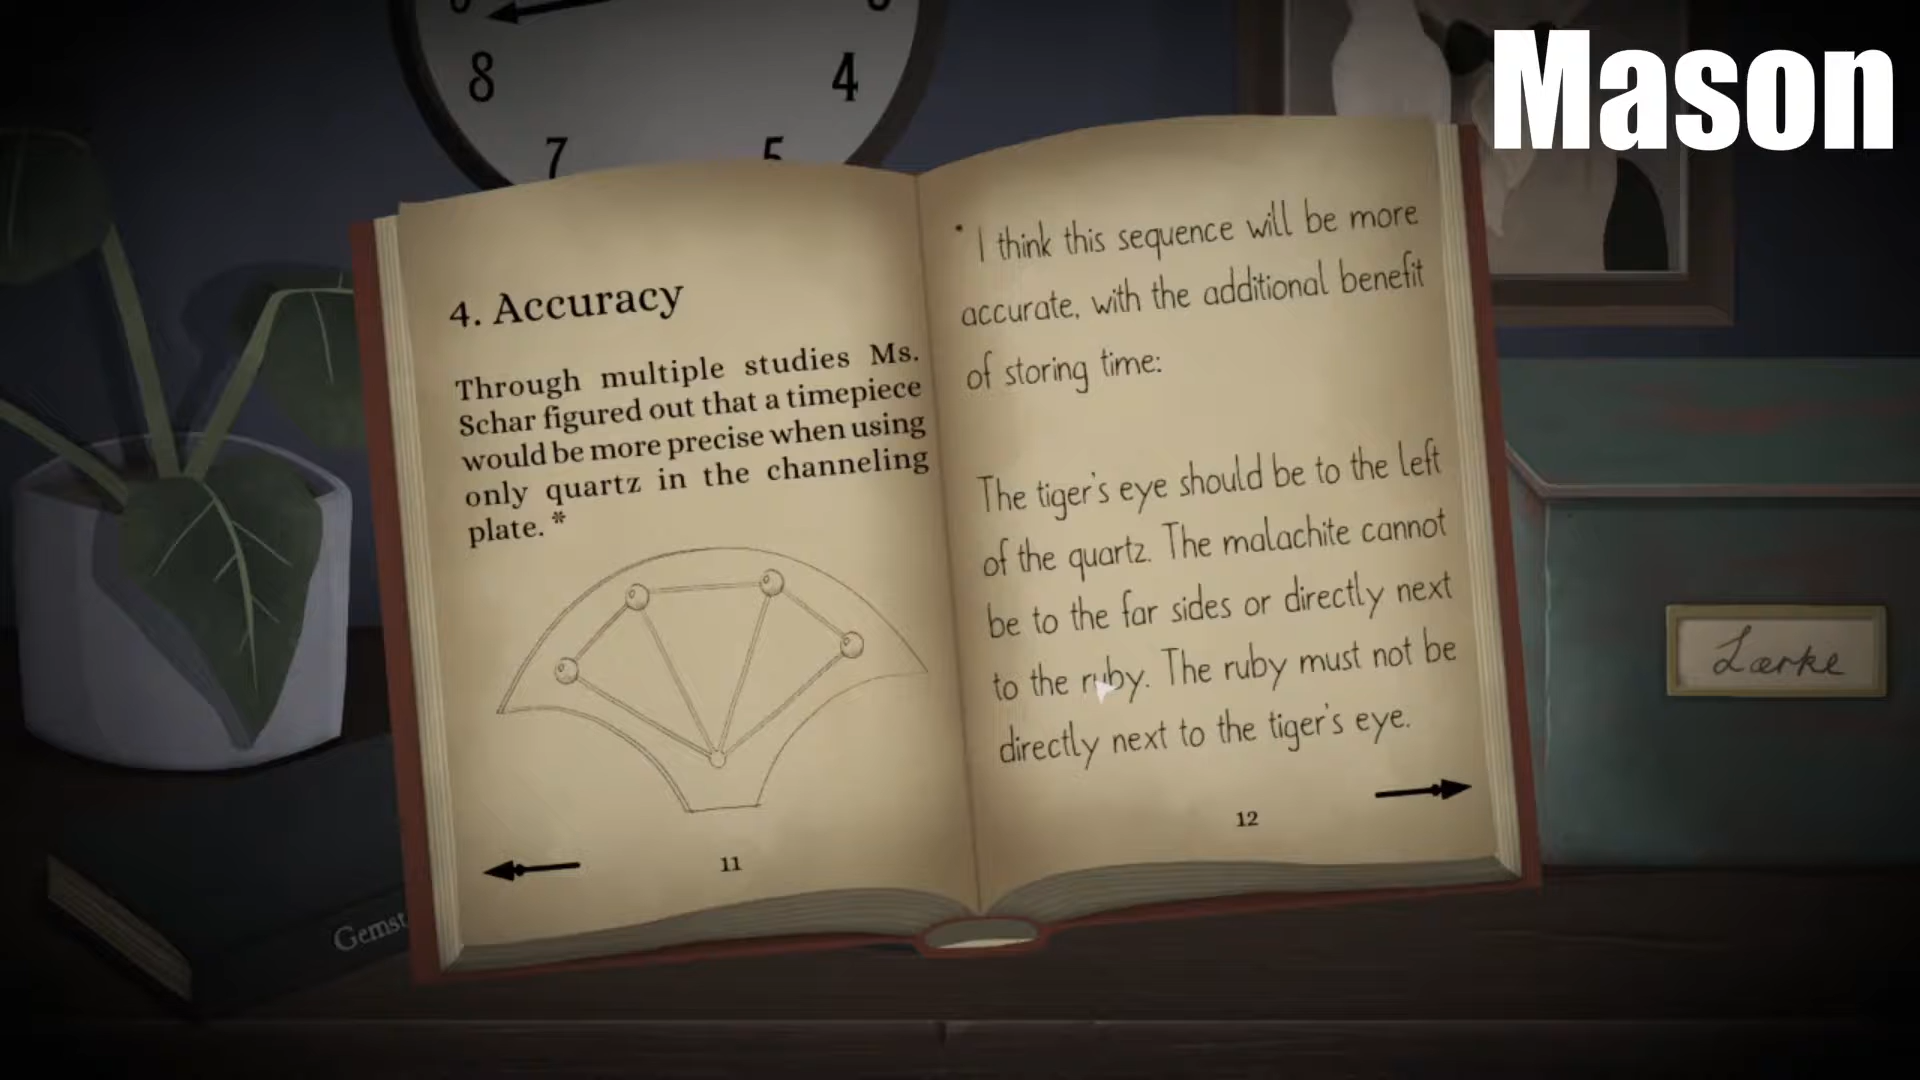 Mason
8
4
7
5
4. Accuracy
Through multiple studies Ms.
Schar figured out that a timepiece
would be more precise when using
only quartz in the channeling
plate. *
11
* I think this sequence will be more
accurate, with the additional benefit
of storing time:
The tiger's eye should be to the left
of the quartz. The malachite cannot
be to the far sides or directly next
to the ruby. The ruby must not be
directly next to the tiger's eye.
12
Lærke
Gemst